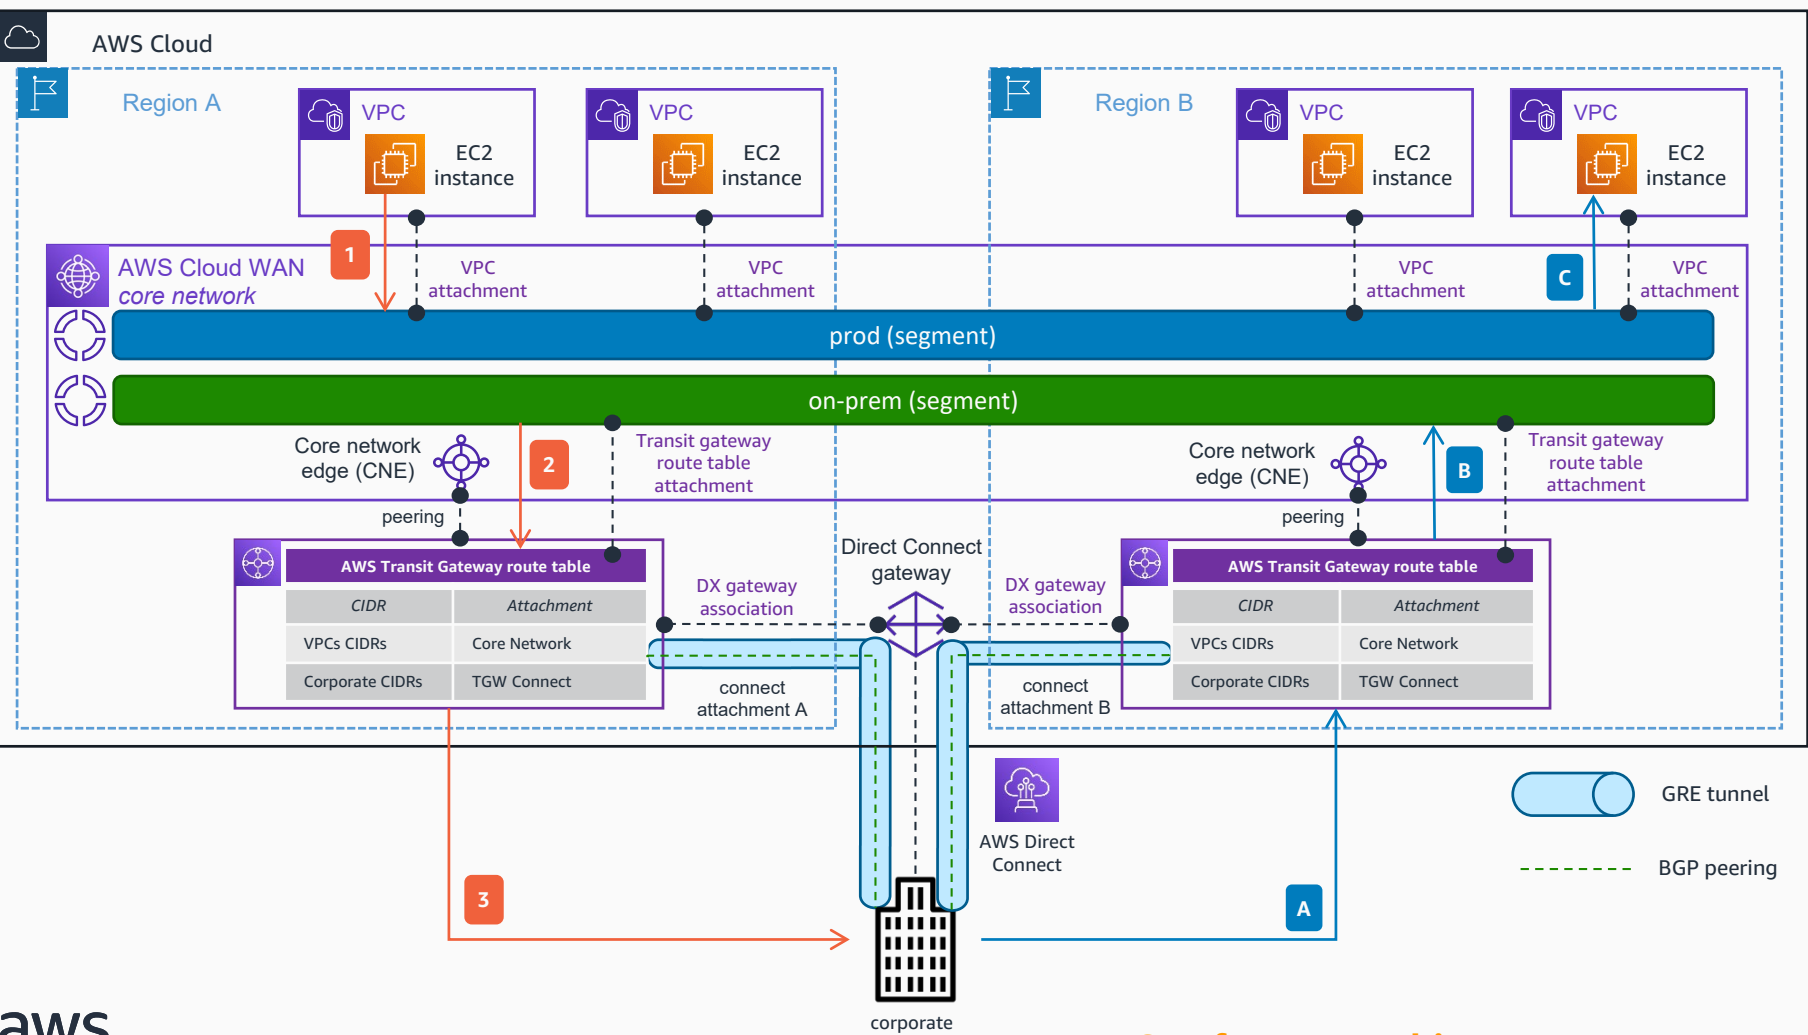 AWS Cloud
Region A
VPC
EC2
instance
VPC
EC2
instance
Region B
VPC
EC2
instance
VPC
EC2
instance
1
AWS Cloud WAN
core network
VPC
attachment
VPC
attachment
VPC
attachment
C
VPC
attachment
prod (segment)
on-prem (segment)
Core network
edge (CNE)
2
Transit gateway
route table
attachment
Core network
edge (CNE)
B
Transit gateway
route table
attachment
peering
peering
AWS Transit Gateway route table
CIDR Attachment
VPCs CIDRs Core Network
Corporate CIDRs TGW Connect
DX gateway
association
Direct Connect
gateway
DX gateway
association
connect
attachment A
connect
attachment B
AWS Transit Gateway route table
CIDR Attachment
VPCs CIDRs Core Network
Corporate CIDRs TGW Connect
AWS Direct
Connect
GRE tunnel
BGP peering
3
A
corporate
aws